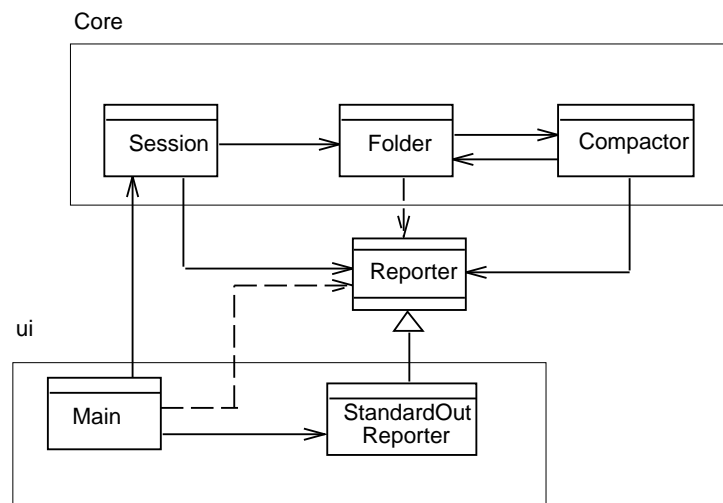 Core
Session
Folder
Compactor
Reporter
ui
Main
StandardOut
Reporter